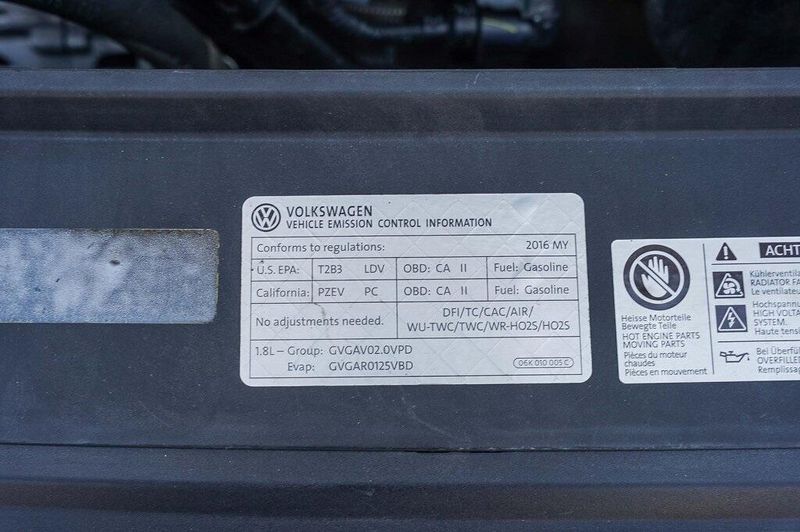 VOLKSWAGEN
VEHICLE EMISSION CONTROL INFORMATION
Conforms to regulations: 2016 MY
U.S. EPA: T2B3 LDV OBD: CA II Fuel: Gasoline
California: PZEV PC OBD: CA II Fuel: Gasoline
No adjustments needed.
DFI/TC/CAC/AIR/
WU-TWC/TWC/WR-HO2S/HO2S
1.8L – Group: GVGAV02.0VPD
Evap: GVGAR0125VBD
06K 010 005 C
Heisse Motorteile
Bewegte Teile
HOT ENGINE PARTS
MOVING PARTS
Pièces du moteur
chaudes
Pièces en mouvement
ACHT
Kühlerventila
RADIATOR FA
Le ventilate
Hochspannun
HIGH VOLTA
SYSTEM.
Haute tensi
Bei Überfül
OVERFILLED
Remplissag